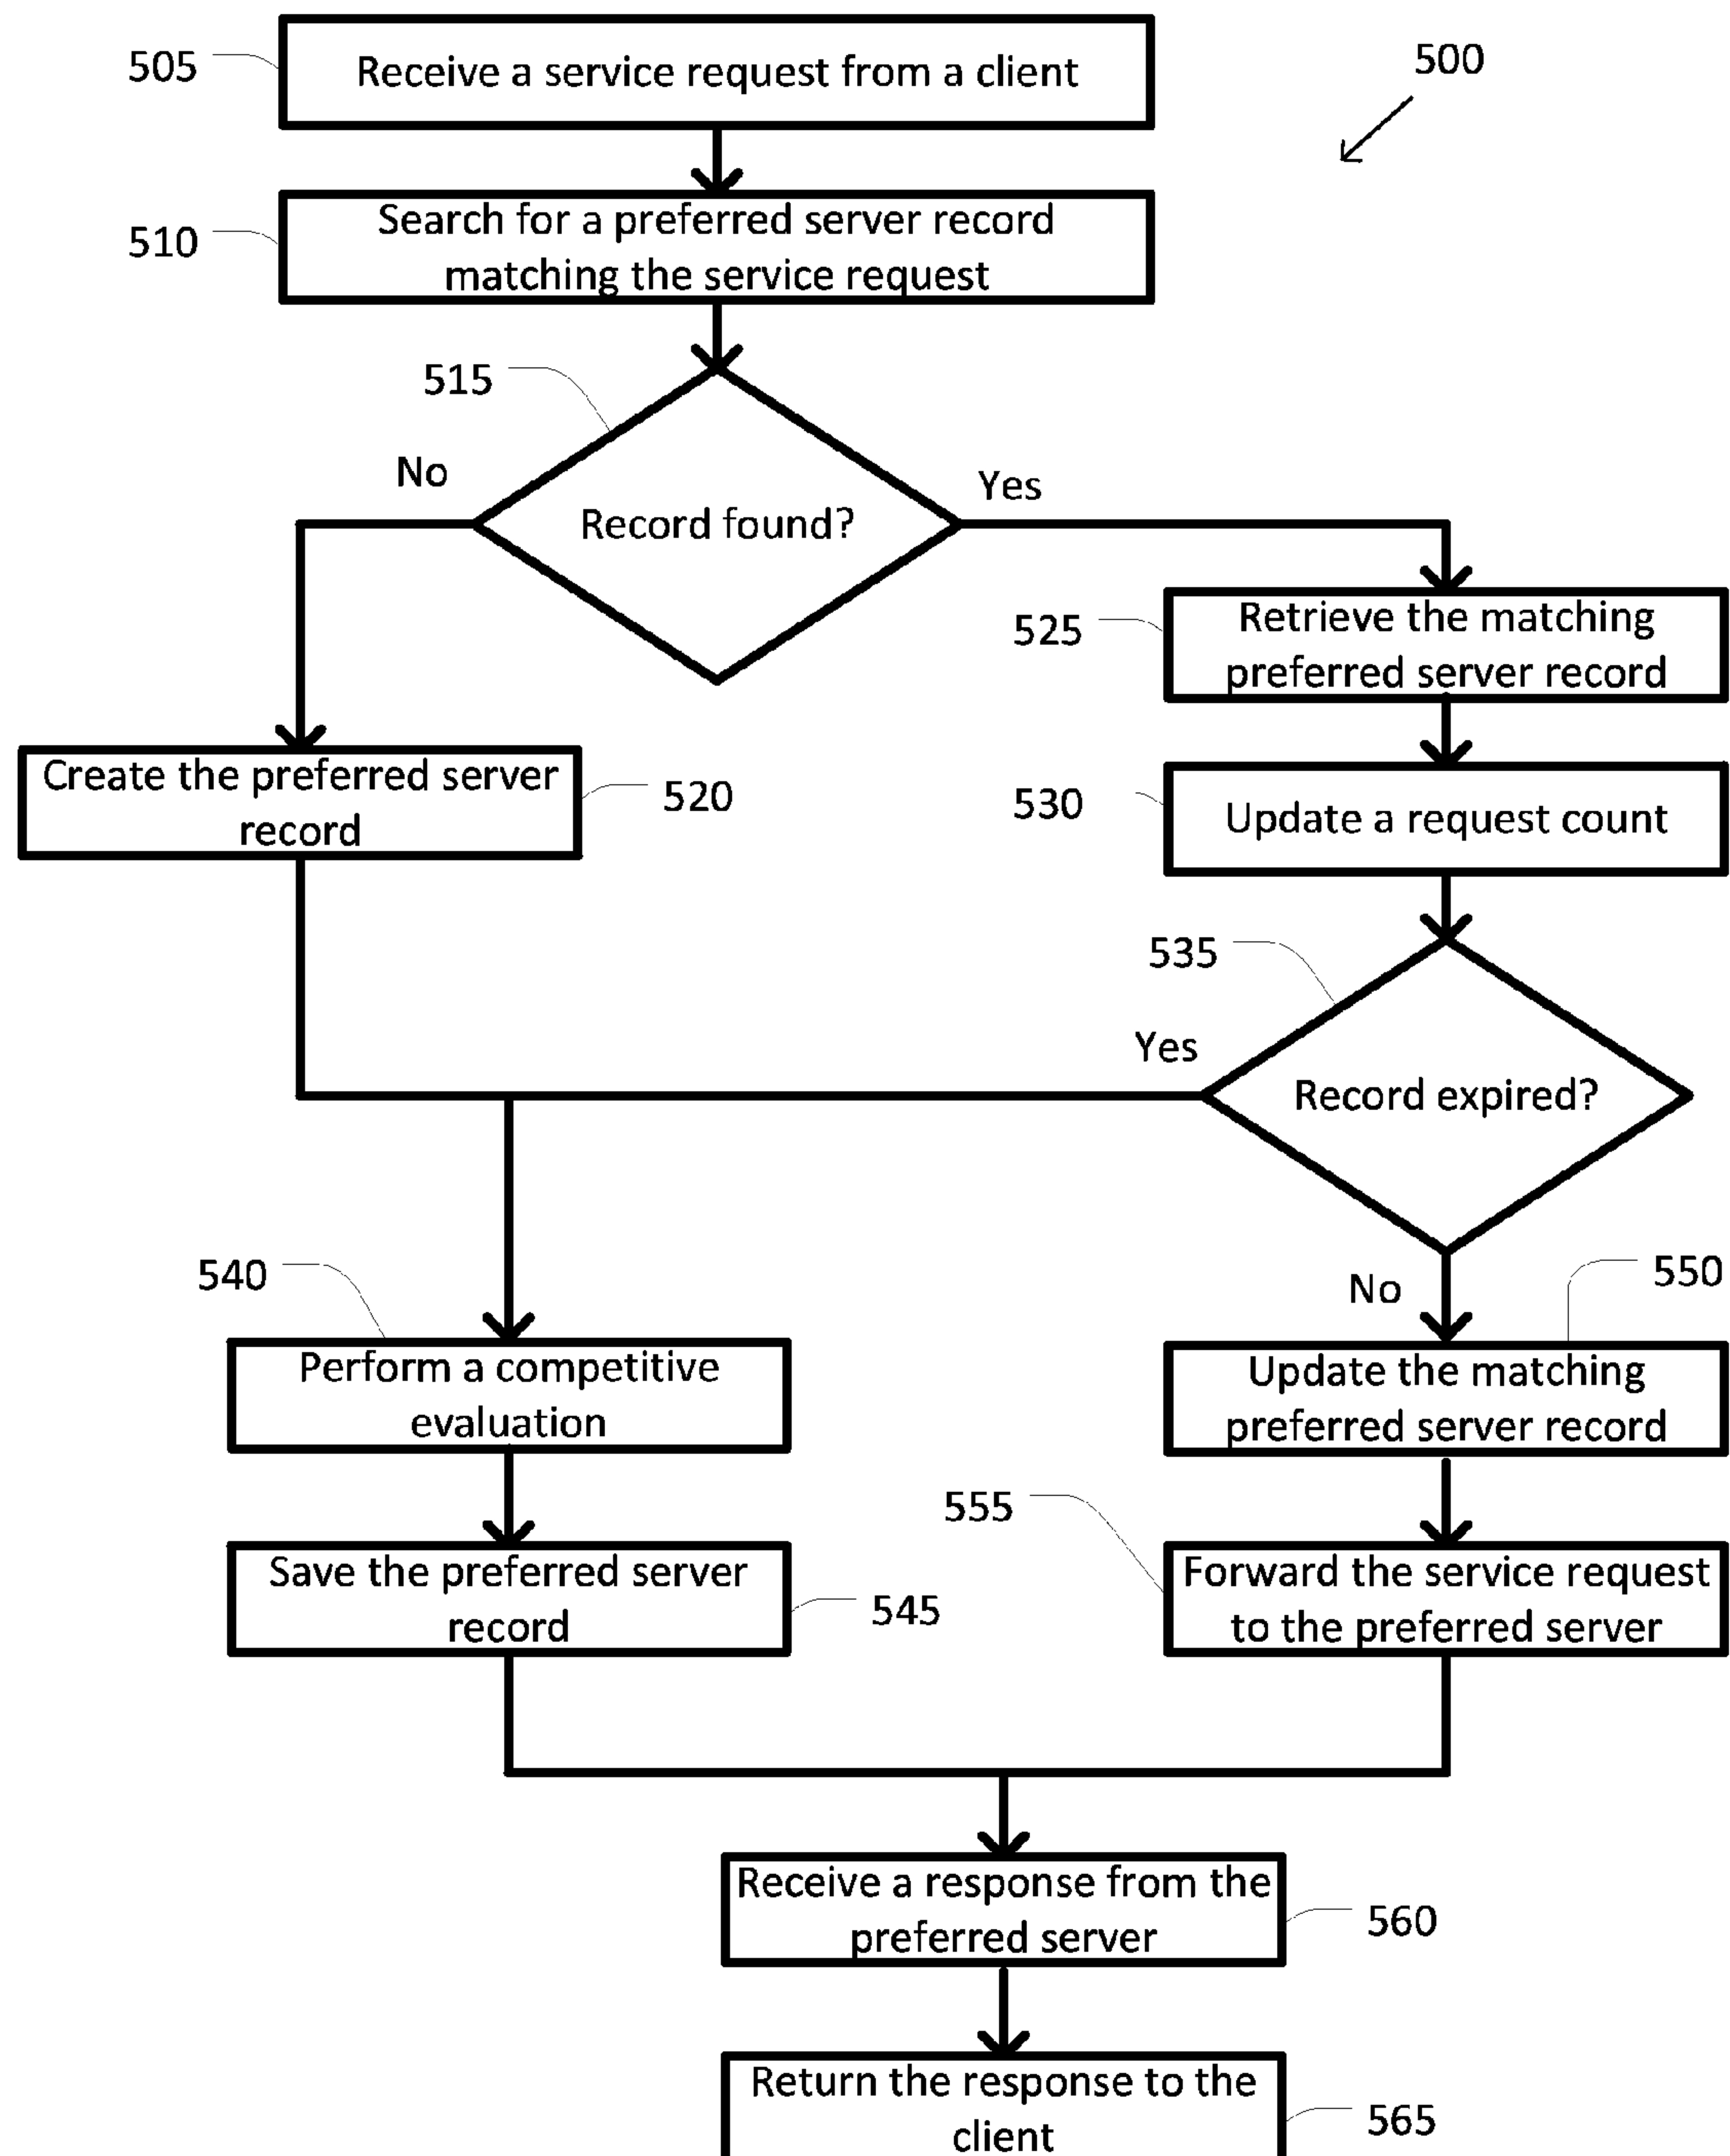 505
Receive a service request from a client
500
510
Search for a preferred server record
matching the service request
515
No
Yes
Record found?
525
Retrieve the matching
preferred server record
Create the preferred server
record
520
530
Update a request count
535
Yes
Record expired?
540
No
550
Perform a competitive
evaluation
Update the matching
preferred server record
555
Save the preferred server
record
545
Forward the service request
to the preferred server
Receive a response from the
preferred server
560
Return the response to the
client
565